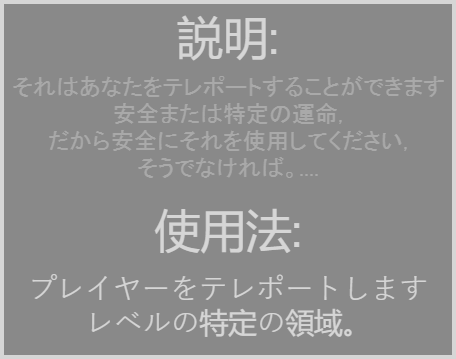 説明:
それはあなたをテレポートすることができます
安全または特定の運命,
だから安全にそれを使用してください,
そうでなければ。....
使用法:
プレイヤーをテレポートします
レベルの特定の領域。